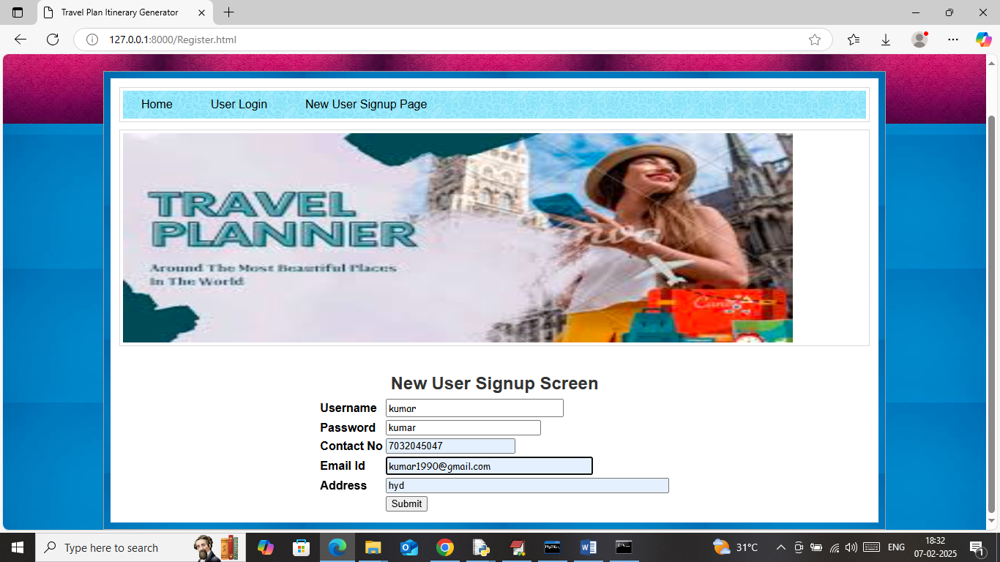 Travel Plan Itinerary Generator
127.0.0.1:8000/Register.html
Home User Login New User Signup Page
TRAVEL
PLANNER
Around The Most Beautiful Places
In The World
New User Signup Screen
Username kumar
Password kumar
Contact No 7032045047
Email Id kumar1990@gmail.com
Address hyd
Submit
Type here to search
31°C
ENG
18:32
07-02-2025
1